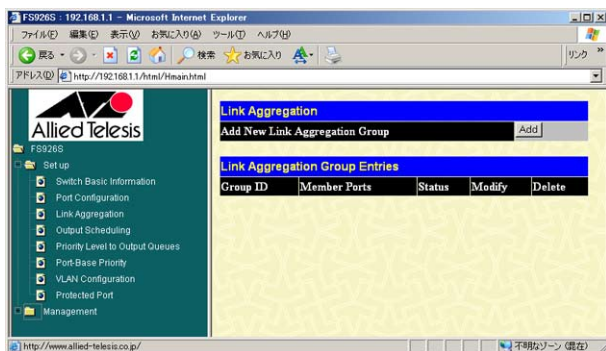 FS926S : 192.168.1.1 - Microsoft Internet Explorer
ファイル(F) 編集(E) 表示(V) お気に入り(A) ツール(T) ヘルプ(H)
戻る 検索 お気に入り リンク »
アドレス(D) http://192.168.1.1/html/Hmain.html
Allied Telesis
FS926S
Set up
Switch Basic Information
Port Configuration
Link Aggregation
Output Scheduling
Priority Level to Output Queues
Port-Base Priority
VLAN Configuration
Protected Port
Management
Link Aggregation
Add New Link Aggregation Group Add
Link Aggregation Group Entries
Group ID Member Ports Status Modify Delete
http://www.allied-telesis.co.jp/ 不明なゾーン (混在)